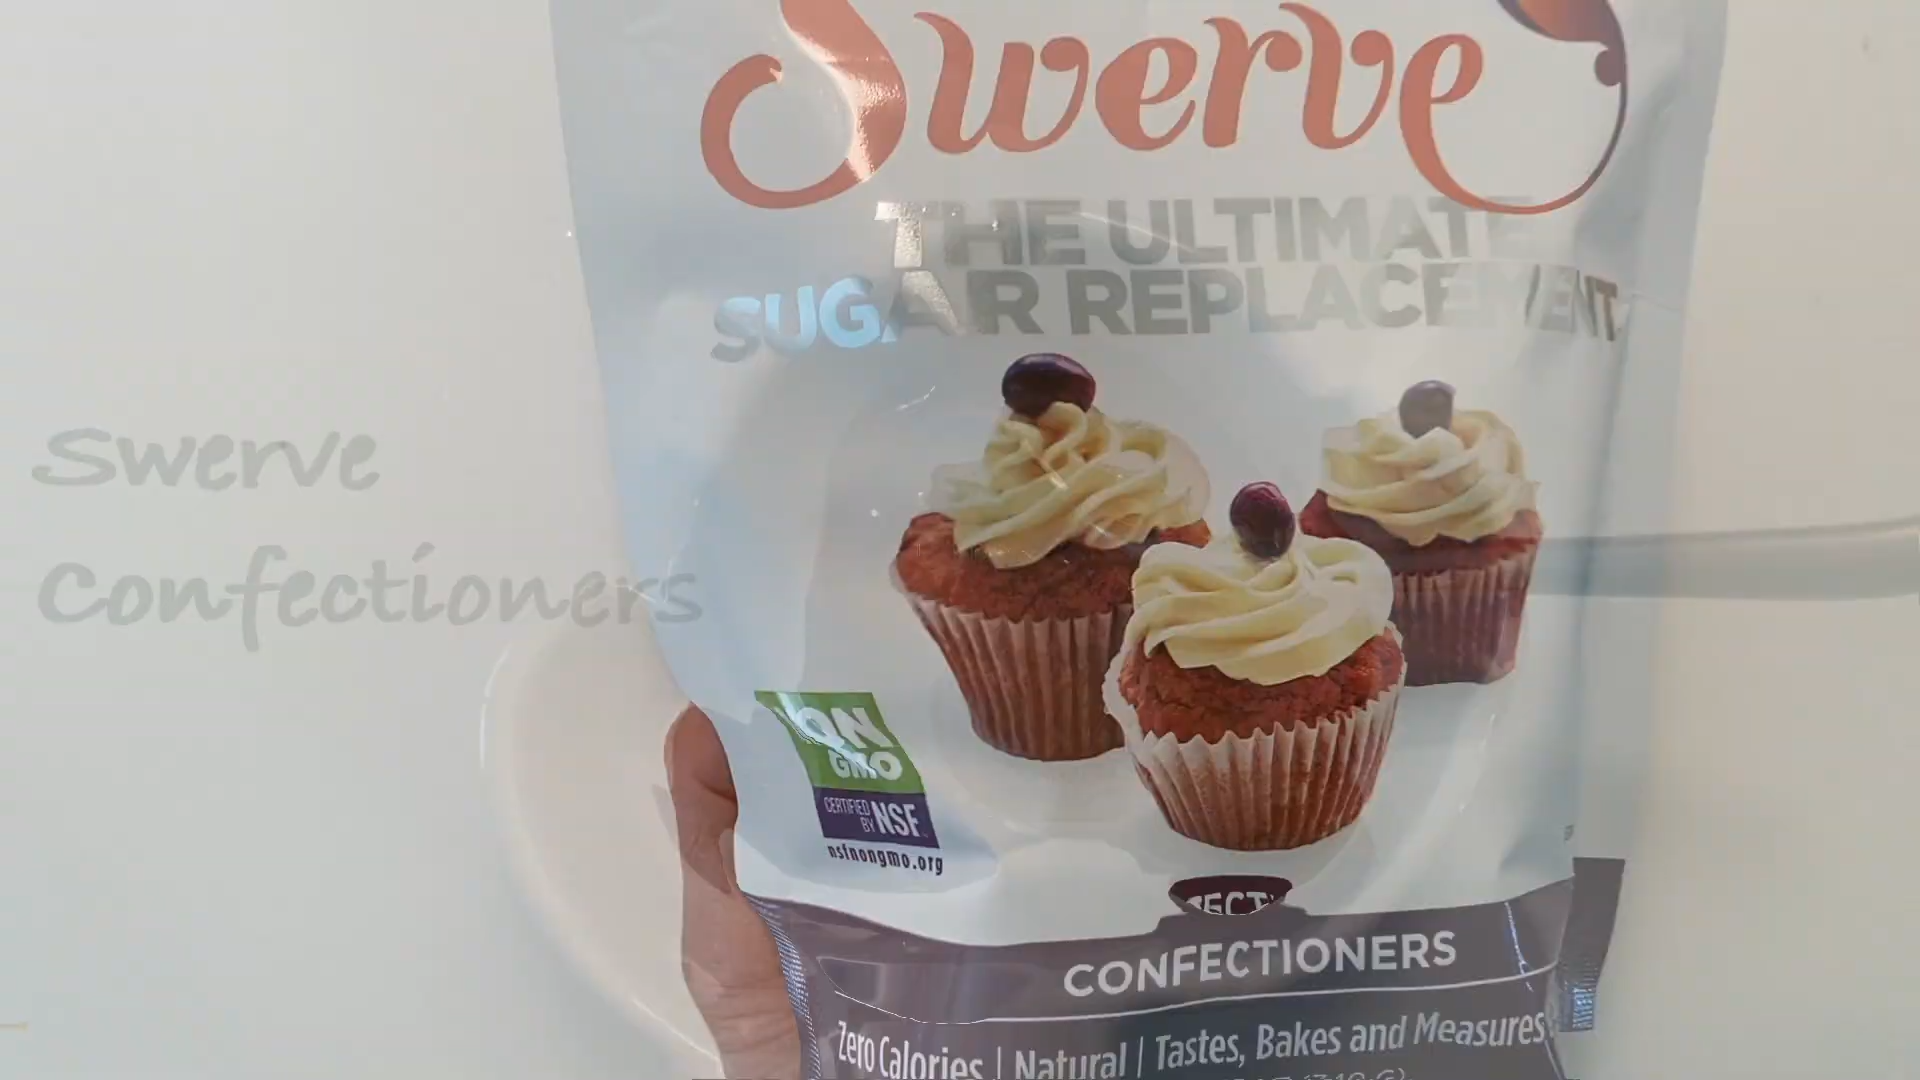 Swerve
THE ULTIMATE
SUGAR REPLACEMENT
Swerve
Confectioners
NON
GMO
CERTIFIED
BY NSF
nsfnongmo.org
CONFECTIONERS
Zero Calories | Natural | Tastes, Bakes and Measures